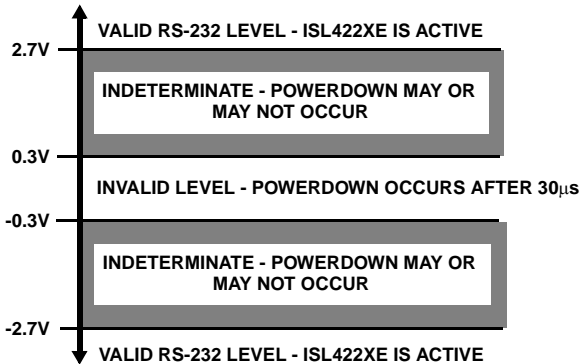 VALID RS-232 LEVEL - ISL422XE IS ACTIVE
2.7V
INDETERMINATE - POWERDOWN MAY OR
MAY NOT OCCUR
0.3V
INVALID LEVEL - POWERDOWN OCCURS AFTER 30μs
-0.3V
INDETERMINATE - POWERDOWN MAY OR
MAY NOT OCCUR
-2.7V
VALID RS-232 LEVEL - ISL422XE IS ACTIVE